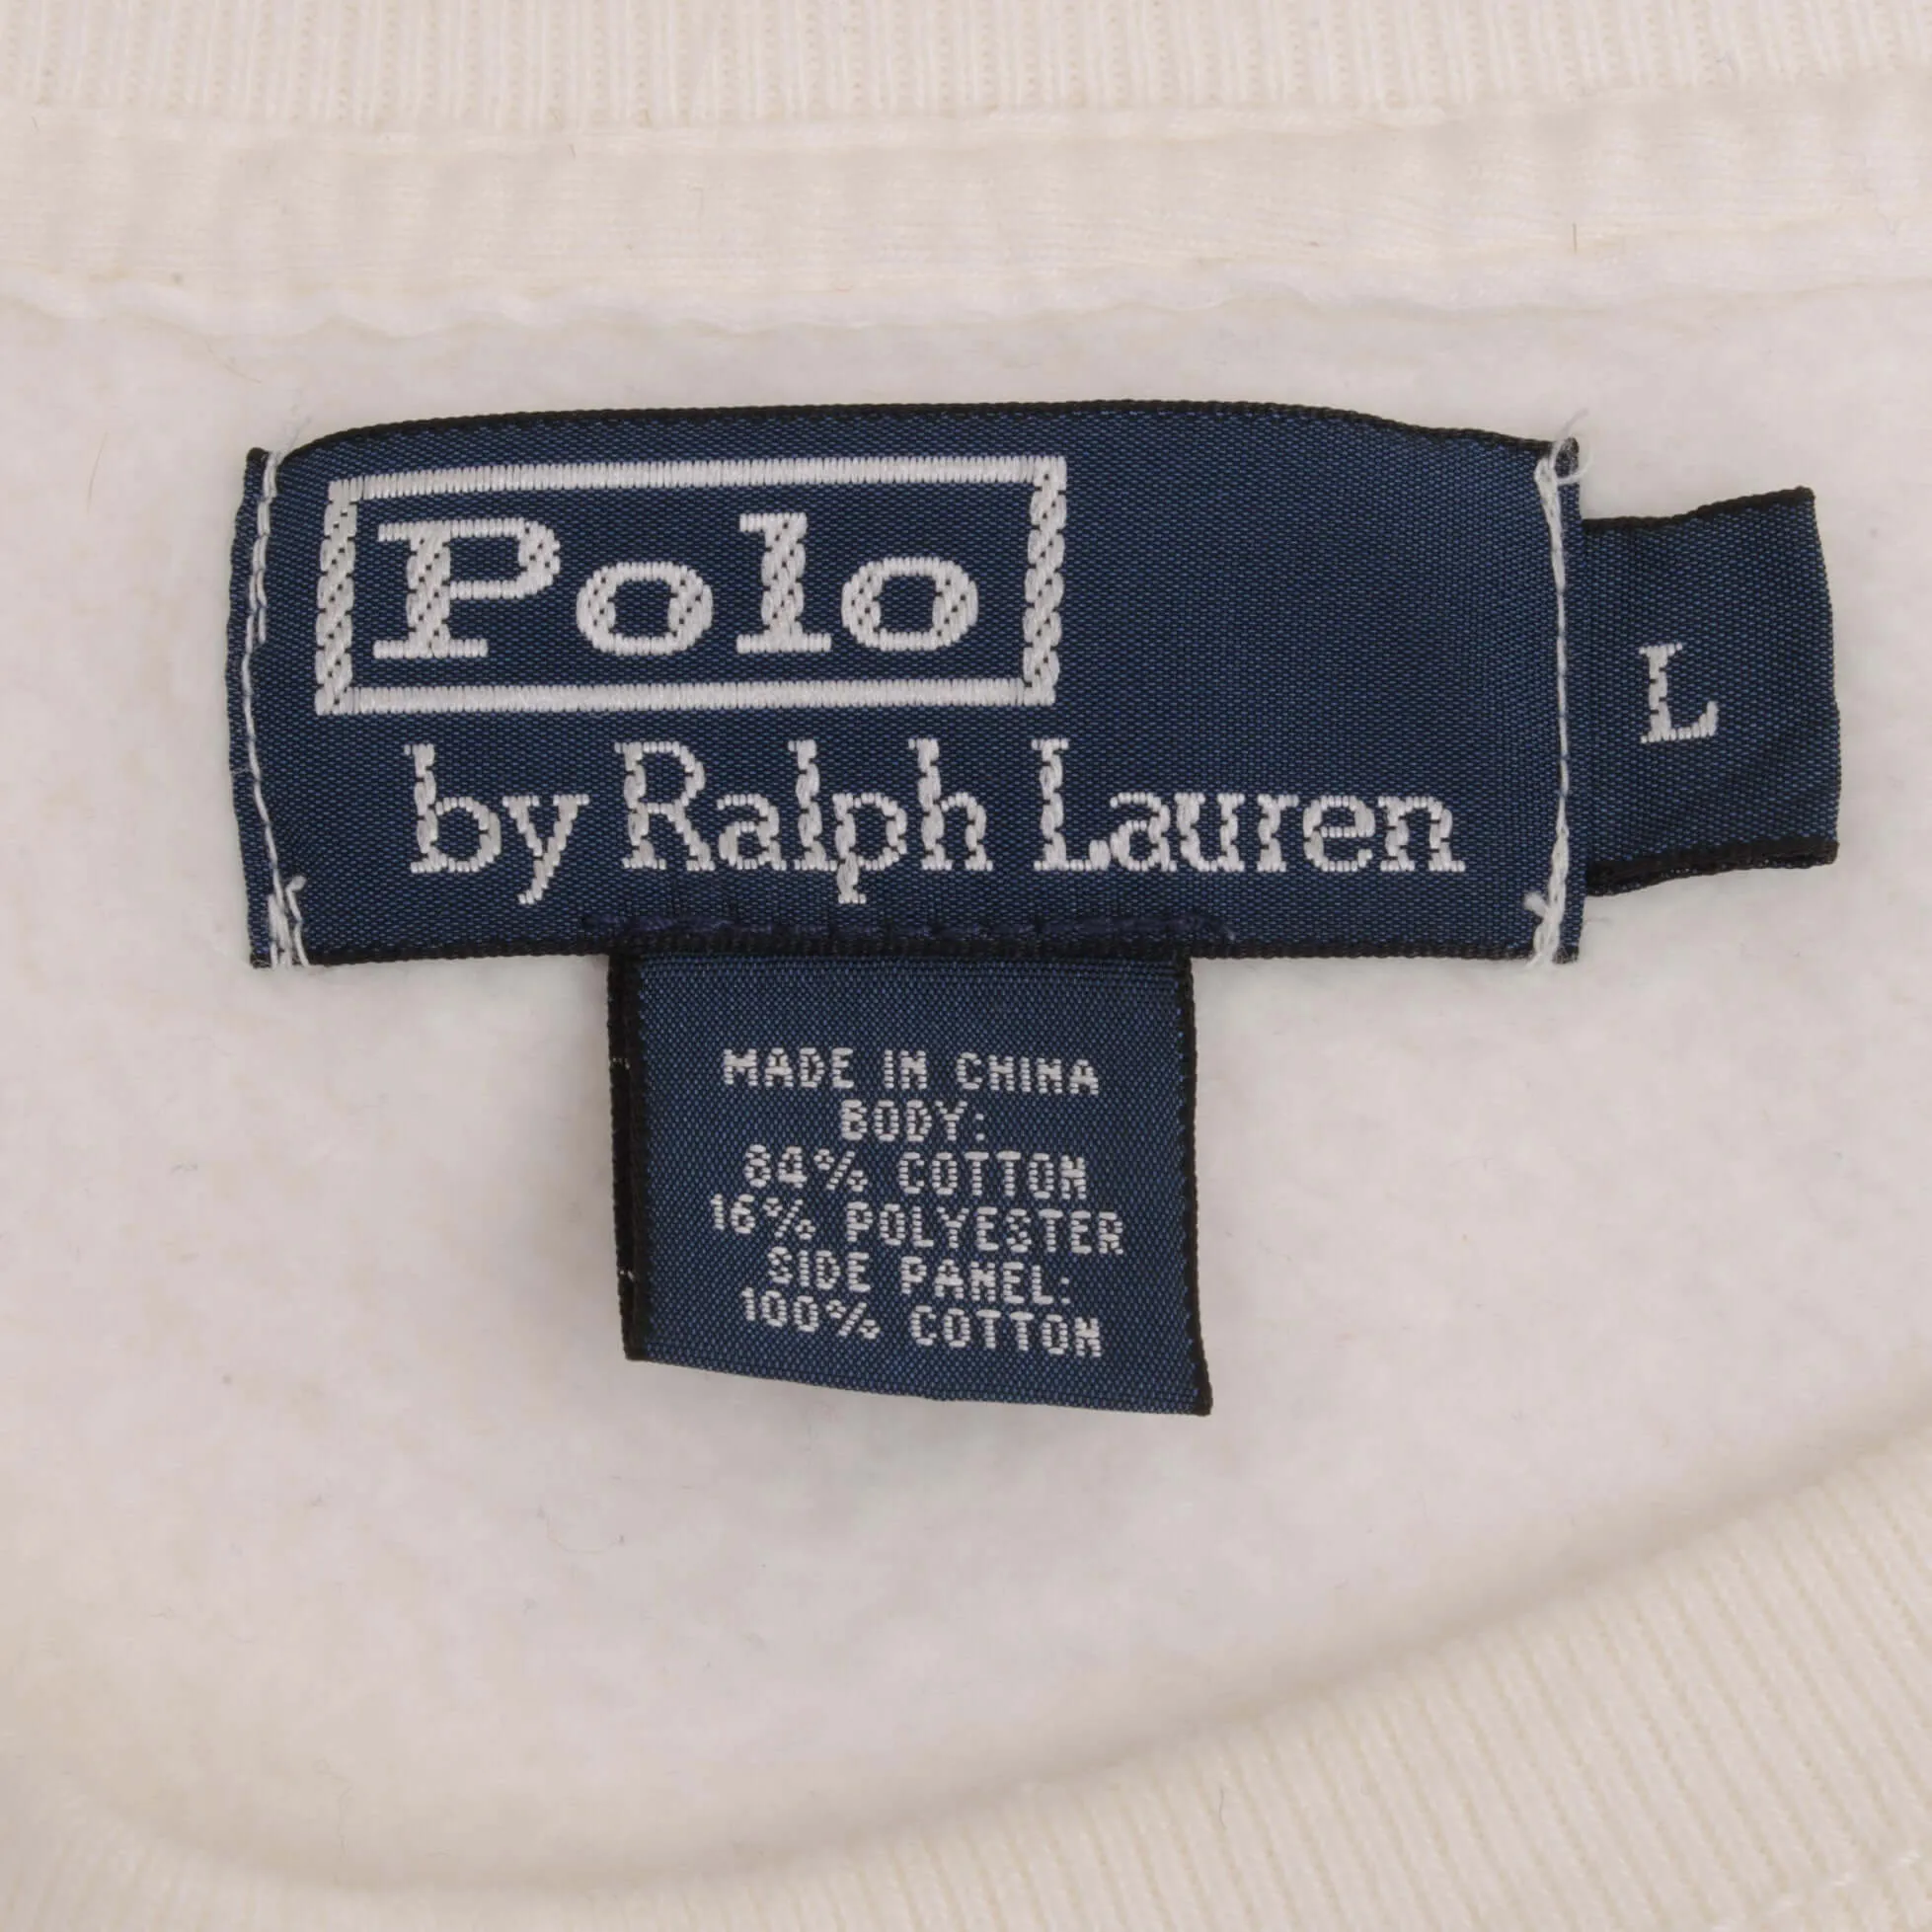 Polo
by Ralph Lauren
L
MADE IN CHINA
BODY:
84% COTTON
16% POLYESTER
SIDE PANEL:
100% COTTON